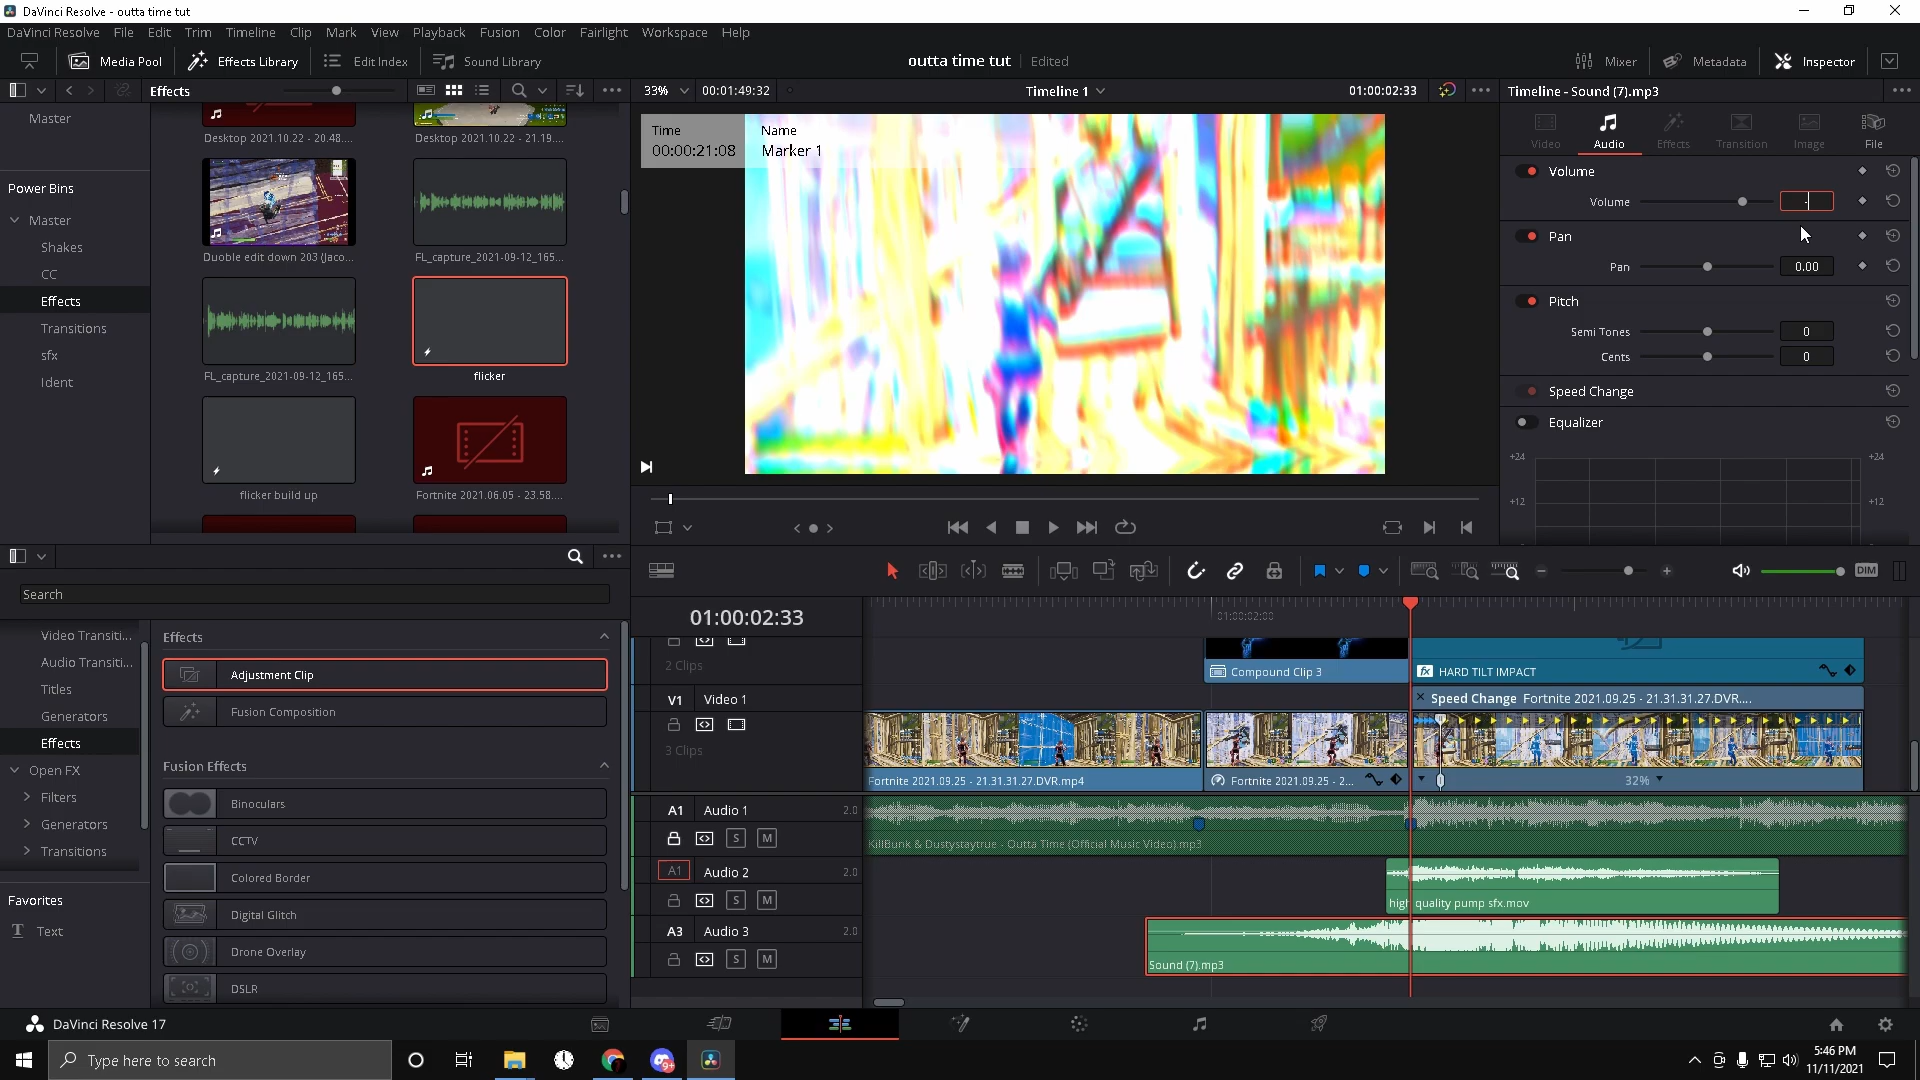 DaVinci Resolve - outta time tut
DaVinci Resolve File Edit Trim Timeline Clip Mark View Playback Fusion Color Fairlight Workspace Help
Media Pool Effects Library Edit Index Sound Library outta time tut Edited Mixer Metadata Inspector
Effects 33% 00:01:49:32 Timeline 1 01:00:02:33 Timeline - Sound (7).mp3
Master
Power Bins
Master
Shakes
CC
Effects
Transitions
sfx
Ident
Desktop 2021.10.22 - 20.48.... Desktop 2021.10.22 - 21.19....
Duoble edit down 203 (Jaco... FL_capture_2021-09-12_165...
FL_capture_2021-09-12_165... flicker
flicker build up Fortnite 2021.06.05 - 23.58....
Time Name
00:00:21:08 Marker 1
Video Audio Effects Transition Image File
Volume
Volume -
Pan
Pan 0.00
Pitch
Semi Tones 0
Cents 0
Speed Change
Equalizer
+24 +24
+12 +12
Search
Video Transiti...
Audio Transiti...
Titles
Generators
Effects
Open FX
Filters
Generators
Transitions
Favorites
T Text
Effects
Adjustment Clip
Fusion Composition
Fusion Effects
Binoculars
CCTV
Colored Border
Digital Glitch
Drone Overlay
DSLR
DIM
01:00:02:33 01:00:02:00
2 Clips Compound Clip 3 fx HARD TILT IMPACT
V1 Video 1 Speed Change Fortnite 2021.09.25 - 21.31.31.27.DVR....
3 Clips
Fortnite 2021.09.25 - 21.31.31.27.DVR.mp4 Fortnite 2021.09.25 - 2... 32%
A1 Audio 1 2.0
S M KillBunk & Dustystaytrue - Outta Time (Official Music Video).mp3
A1 Audio 2 2.0
S M high quality pump sfx.mov
A3 Audio 3 2.0
S M Sound (7).mp3
DaVinci Resolve 17
Type here to search 9+ 5:46 PM
11/11/2021